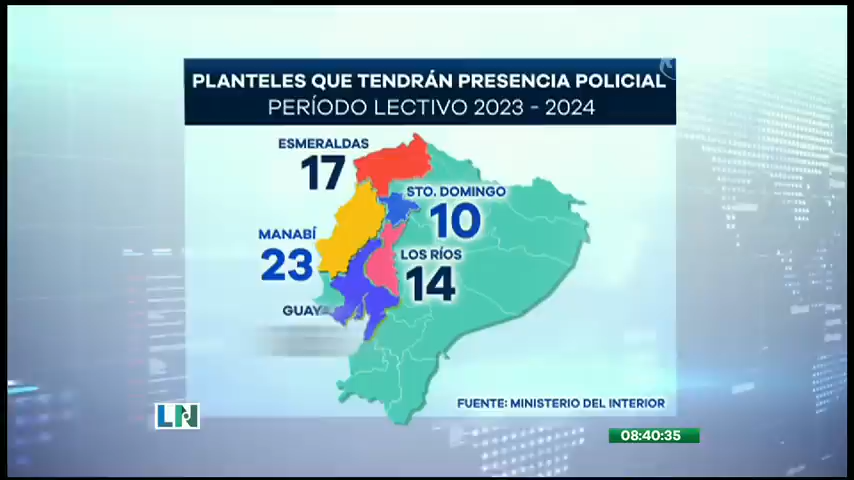 PLANTELES QUE TENDRÁN PRESENCIA POLICIAL
PERÍODO LECTIVO 2023 - 2024
ESMERALDAS
17
STO. DOMINGO
10
MANABÍ
23
LOS RÍOS
14
GUAYA
FUENTE: MINISTERIO DEL INTERIOR
LN
08:40:35